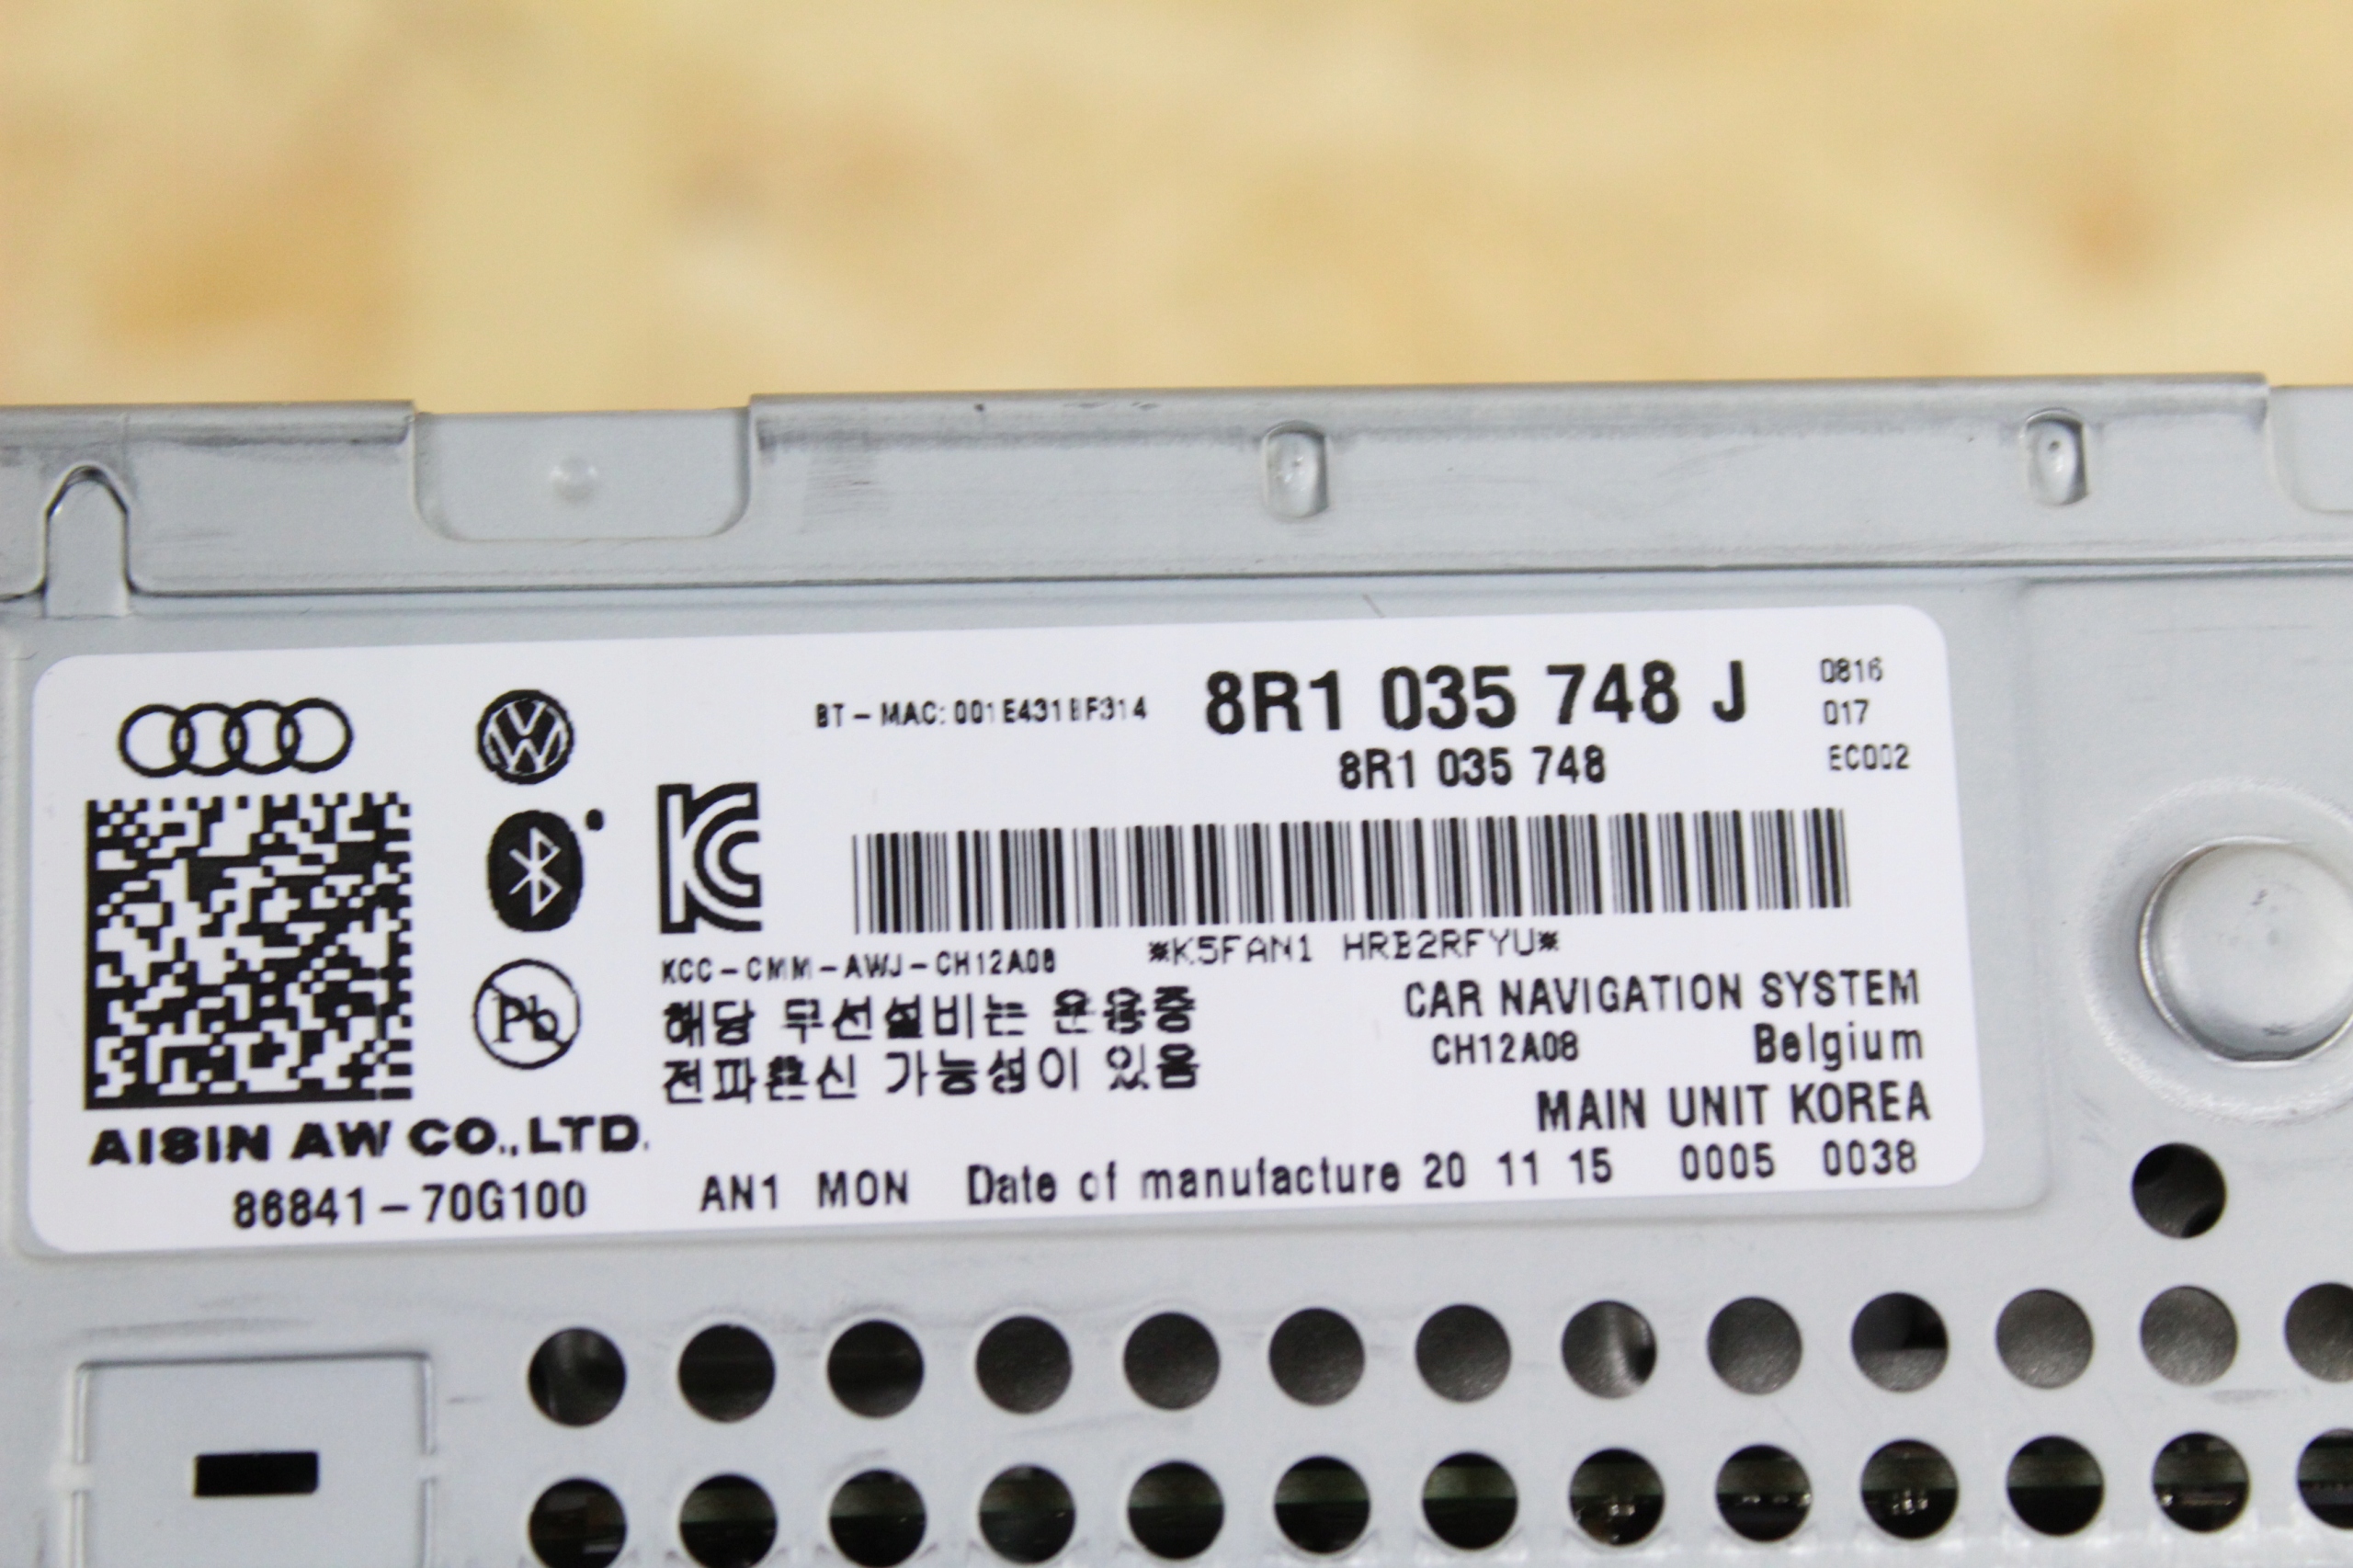 BT-MAC:001E431BF314
8R1 035 748 J
0816
017
8R1 035 748
EC002
KCC-CMM-AWJ-CH12A08
*K5FAN1 HRB2RFYU*
해당 무선설비는 운용중
전파혼신 가능성이 있음
CAR NAVIGATION SYSTEM
CH12A08 Belgium
MAIN UNIT KOREA
Pb
AISIN AW CO.,LTD.
86841-70G100
AN1 MON Date of manufacture 20 11 15 0005 0038